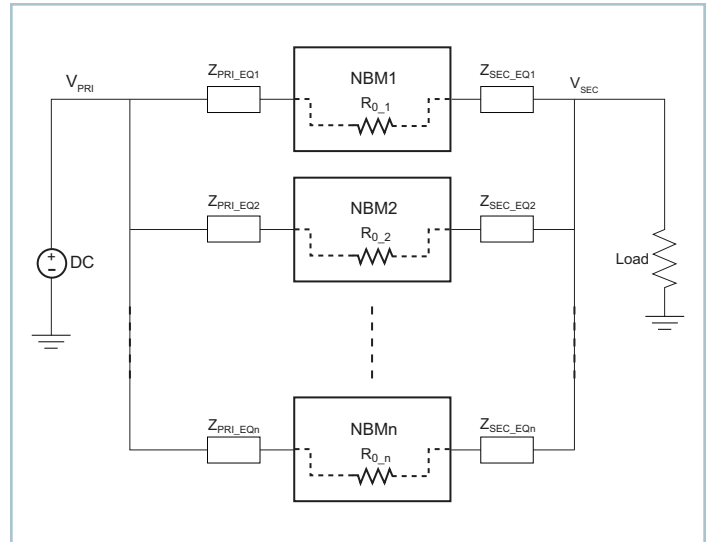 V_PRI
Z_PRI_EQ1
NBM1
R_0_1
Z_SEC_EQ1
V_SEC
Z_PRI_EQ2
NBM2
R_0_2
Z_SEC_EQ2
+
–
DC
Load
Z_PRI_EQn
NBMn
R_0_n
Z_SEC_EQn